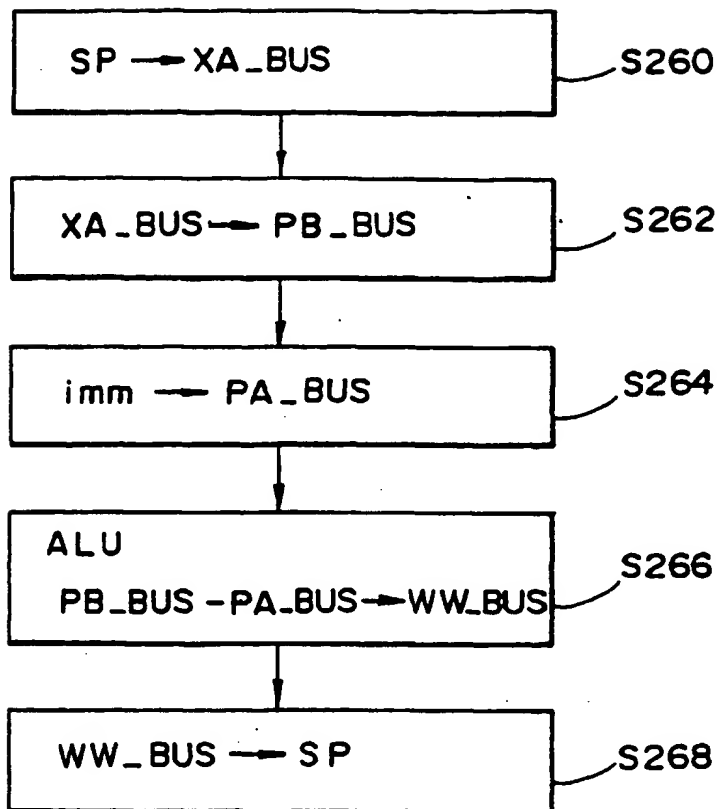 SP → XA_BUS
S260
XA_BUS → PB_BUS
S262
imm → PA_BUS
S264
ALU
PB_BUS - PA_BUS → WW_BUS
S266
WW_BUS → SP
S268